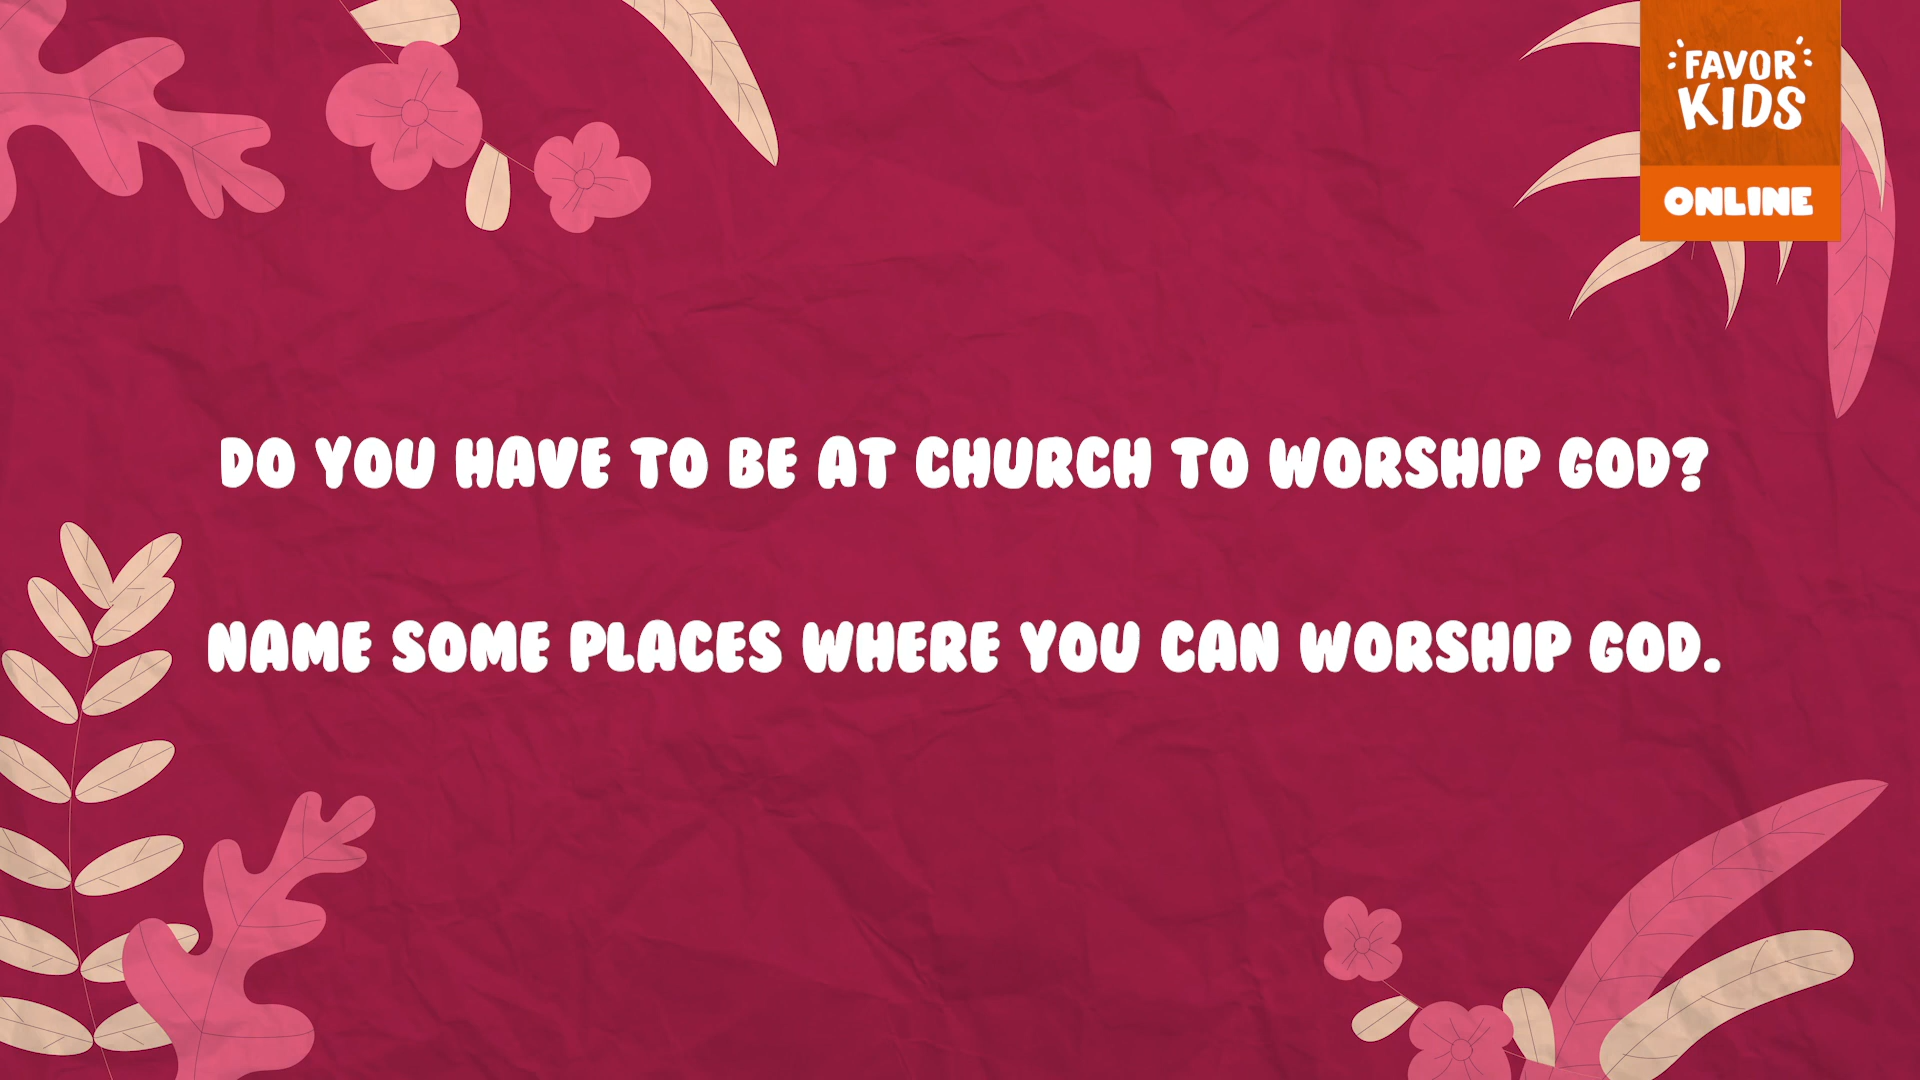 FAVOR
KIDS
ONLINE
DO YOU HAVE TO BE AT CHURCH TO WORSHIP GOD?
NAME SOME PLACES WHERE YOU CAN WORSHIP GOD.